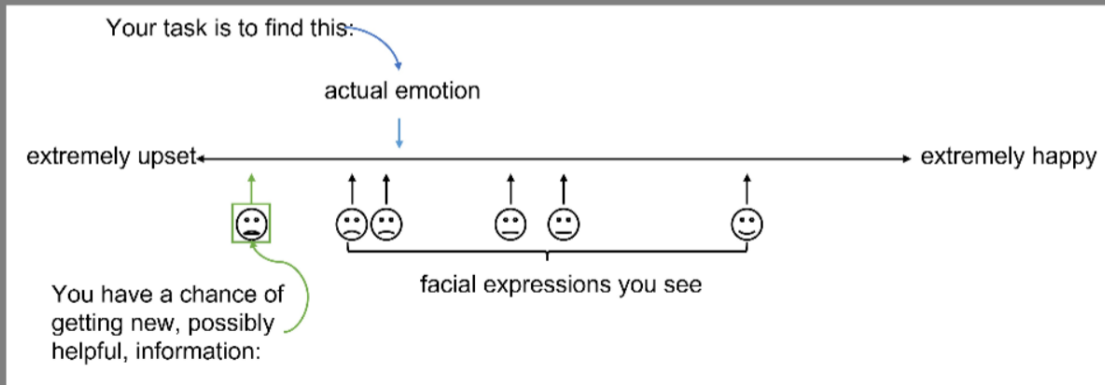 Your task is to find this:
actual emotion
extremely upset
extremely happy
facial expressions you see
You have a chance of
getting new, possibly
helpful, information: